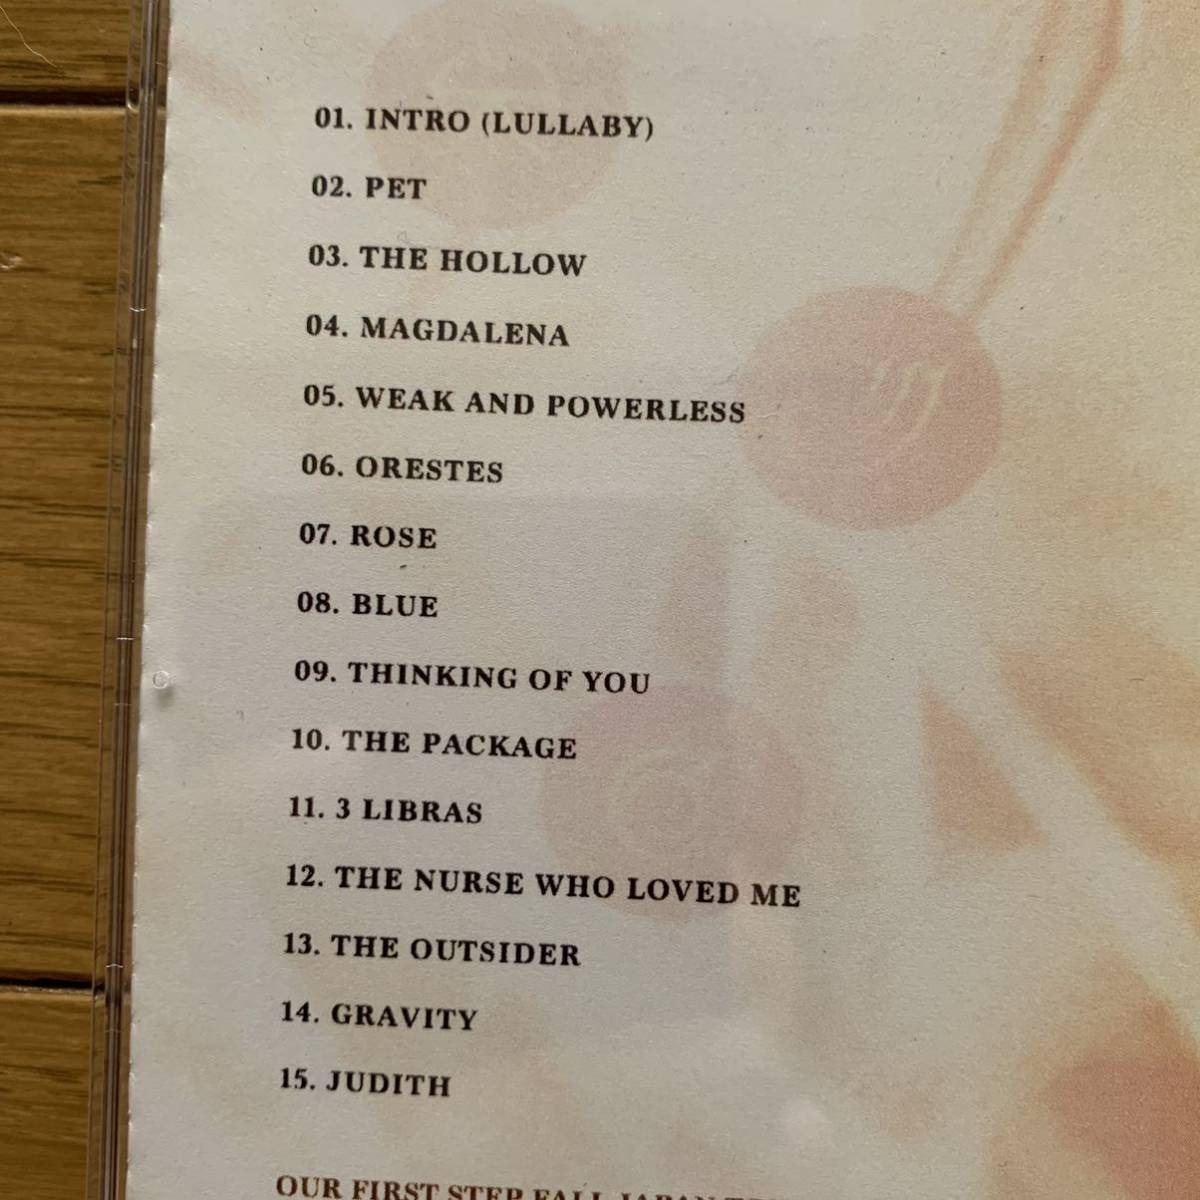 01. INTRO (LULLABY)
02. PET
03. THE HOLLOW
04. MAGDALENA
05. WEAK AND POWERLESS
06. ORESTES
07. ROSE
08. BLUE
09. THINKING OF YOU
10. THE PACKAGE
11. 3 LIBRAS
12. THE NURSE WHO LOVED ME
13. THE OUTSIDER
14. GRAVITY
15. JUDITH
OUR FIRST STEP FALL JAPAN